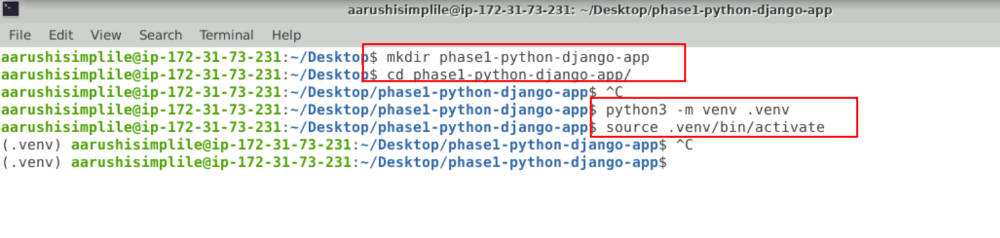 aarushisimplile@ip-172-31-73-231: ~/Desktop/phase1-python-django-app
File Edit View Search Terminal Help
aarushisimplile@ip-172-31-73-231:~/Desktop$ mkdir phase1-python-django-app
aarushisimplile@ip-172-31-73-231:~/Desktop$ cd phase1-python-django-app/
aarushisimplile@ip-172-31-73-231:~/Desktop/phase1-python-django-app$ ^C
aarushisimplile@ip-172-31-73-231:~/Desktop/phase1-python-django-app$ python3 -m venv .venv
aarushisimplile@ip-172-31-73-231:~/Desktop/phase1-python-django-app$ source .venv/bin/activate
(.venv) aarushisimplile@ip-172-31-73-231:~/Desktop/phase1-python-django-app$ ^C
(.venv) aarushisimplile@ip-172-31-73-231:~/Desktop/phase1-python-django-app$